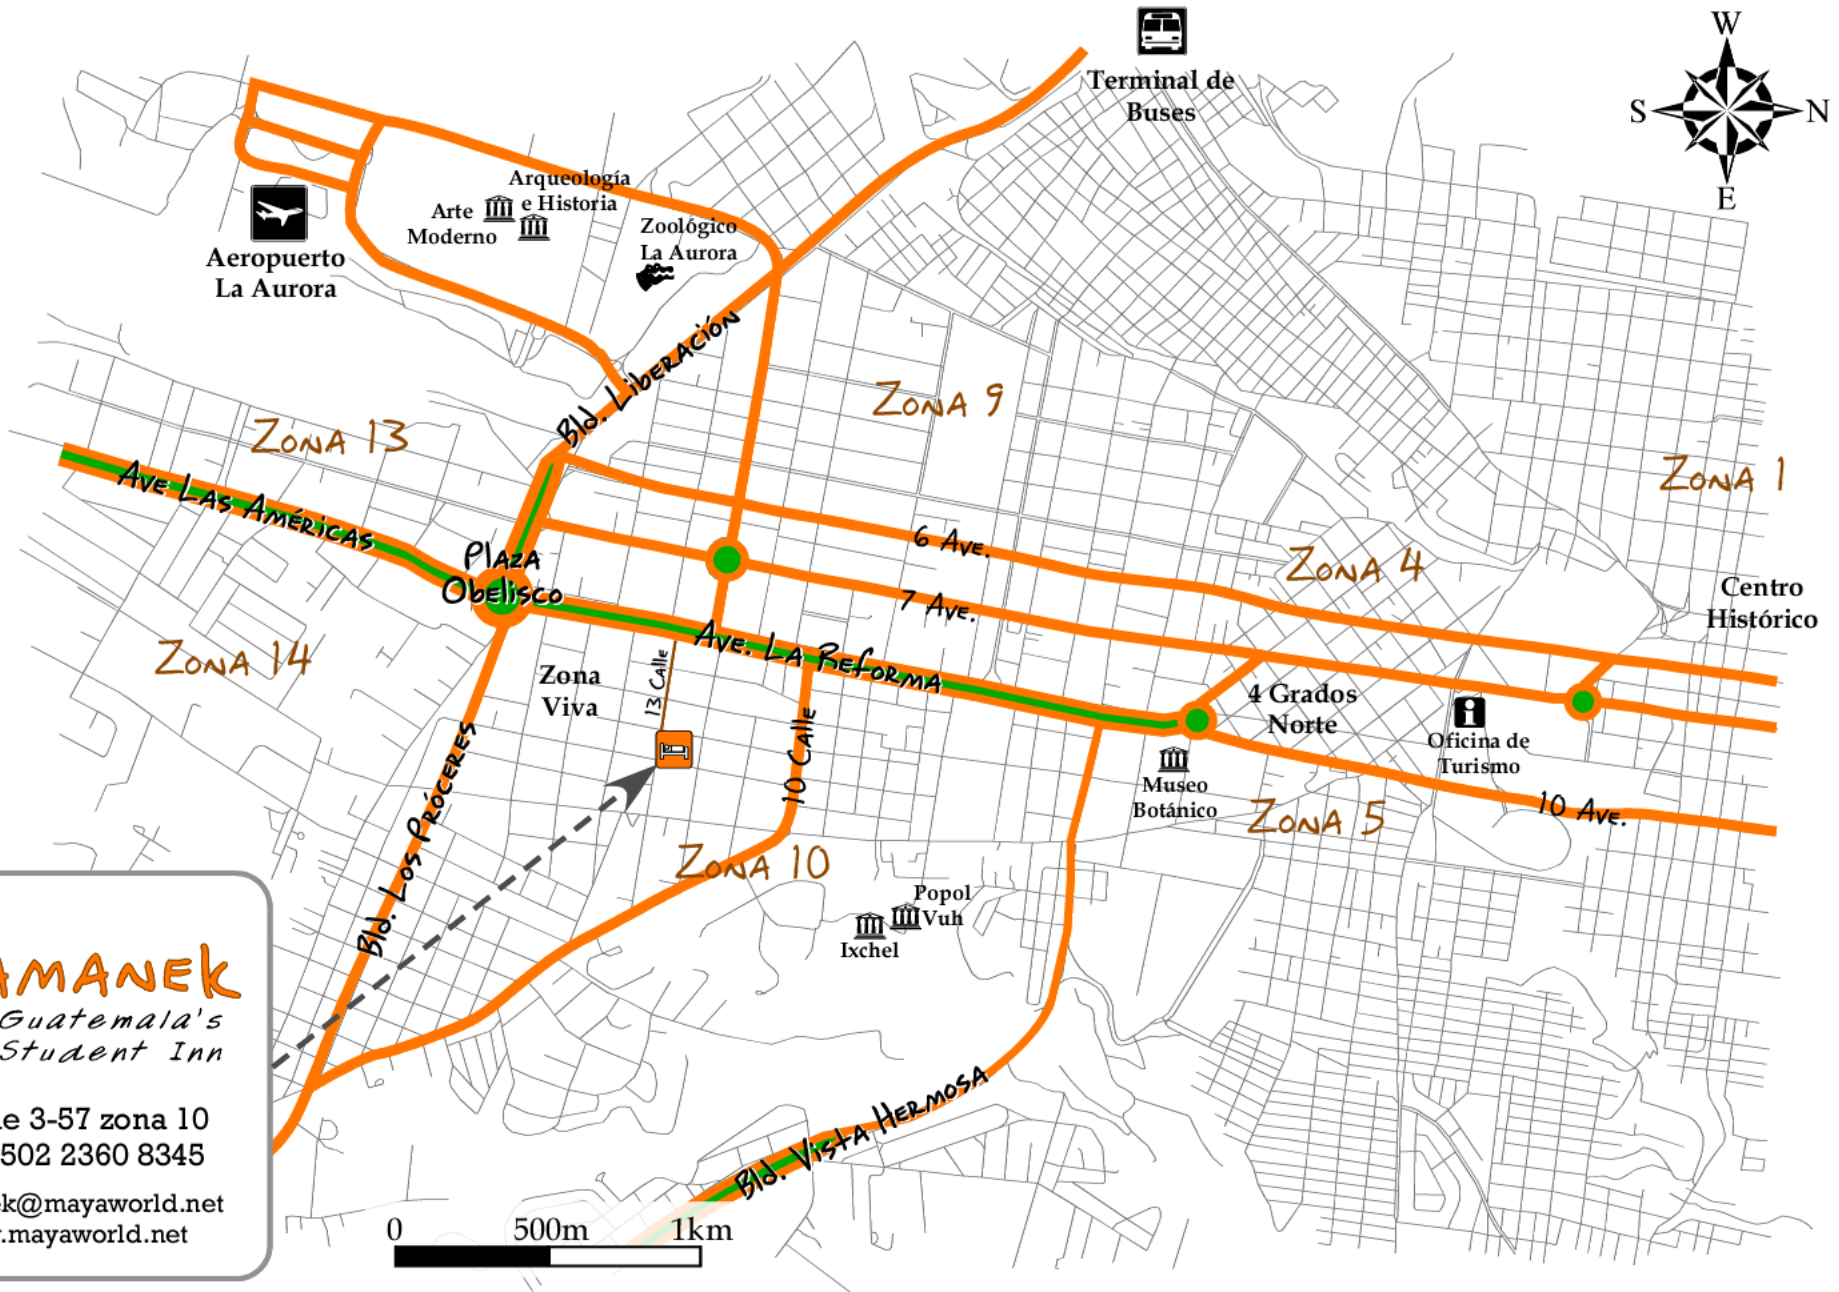 W
S
N
E
Terminal de
Buses
Arqueología
e Historia
Arte
Moderno
Zoológico
La Aurora
Aeropuerto
La Aurora
Bld. Liberación
Zona 9
Zona 13
Zona 1
Ave Las Américas
Plaza
Obelisco
6 Ave.
7 Ave.
Zona 4
Centro
Histórico
Zona 14
Zona
Viva
13 Calle
Ave. La Reforma
10 Calle
4 Grados
Norte
Oficina de
Turismo
Museo
Botánico
Zona 5
10 Ave.
Bld. Los Próceres
Zona 10
Popol
Vuh
Ixchel
Bld. Vista Hermosa
AMANEK
Guatemala's
Student Inn
e 3-57 zona 10
502 2360 8345
ek@mayaworld.net
.mayaworld.net
0 500m 1km